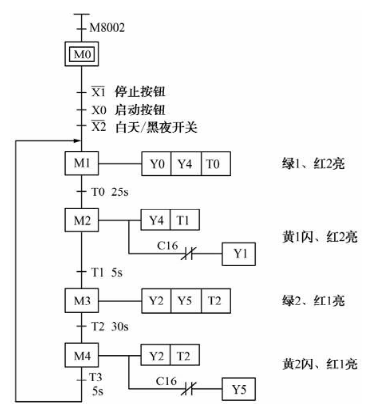 M8002
M0
X1 停止按钮
X0 启动按钮
X2 白天/黑夜开关
M1 Y0 Y4 T0 绿1、红2亮
T0 25s
M2 Y4 T1 黄1闪、红2亮
C16 Y1
T1 5s
M3 Y2 Y5 T2 绿2、红1亮
T2 30s
M4 Y2 T2 黄2闪、红1亮
T3
5s
C16 Y5